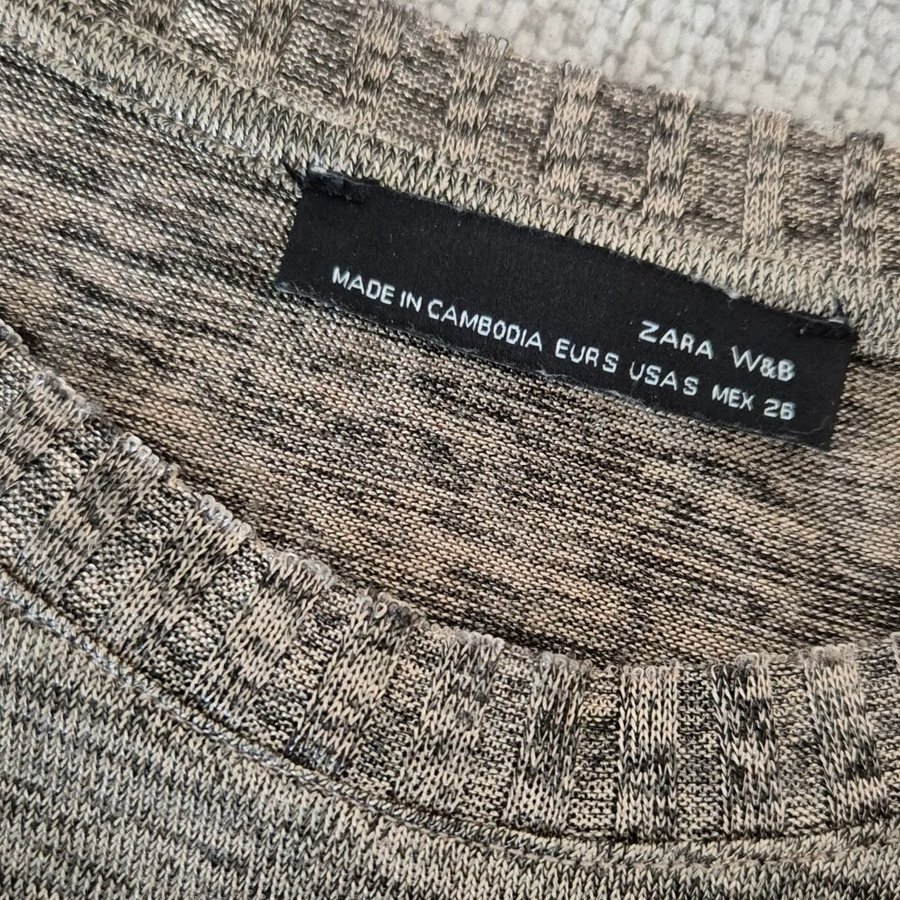 ZARA W&B
MADE IN CAMBODIA EUR S USA S MEX 26